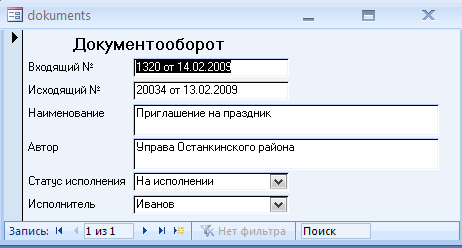 dokuments
Документооборот
Входящий № 1320 от 14.02.2009
Исходящий № 20034 от 13.02.2009
Наименование Приглашение на праздник
Автор Управа Останкинского района
Статус исполнения На исполнении
Исполнитель Иванов
Запись: 1 из 1 Нет фильтра Поиск